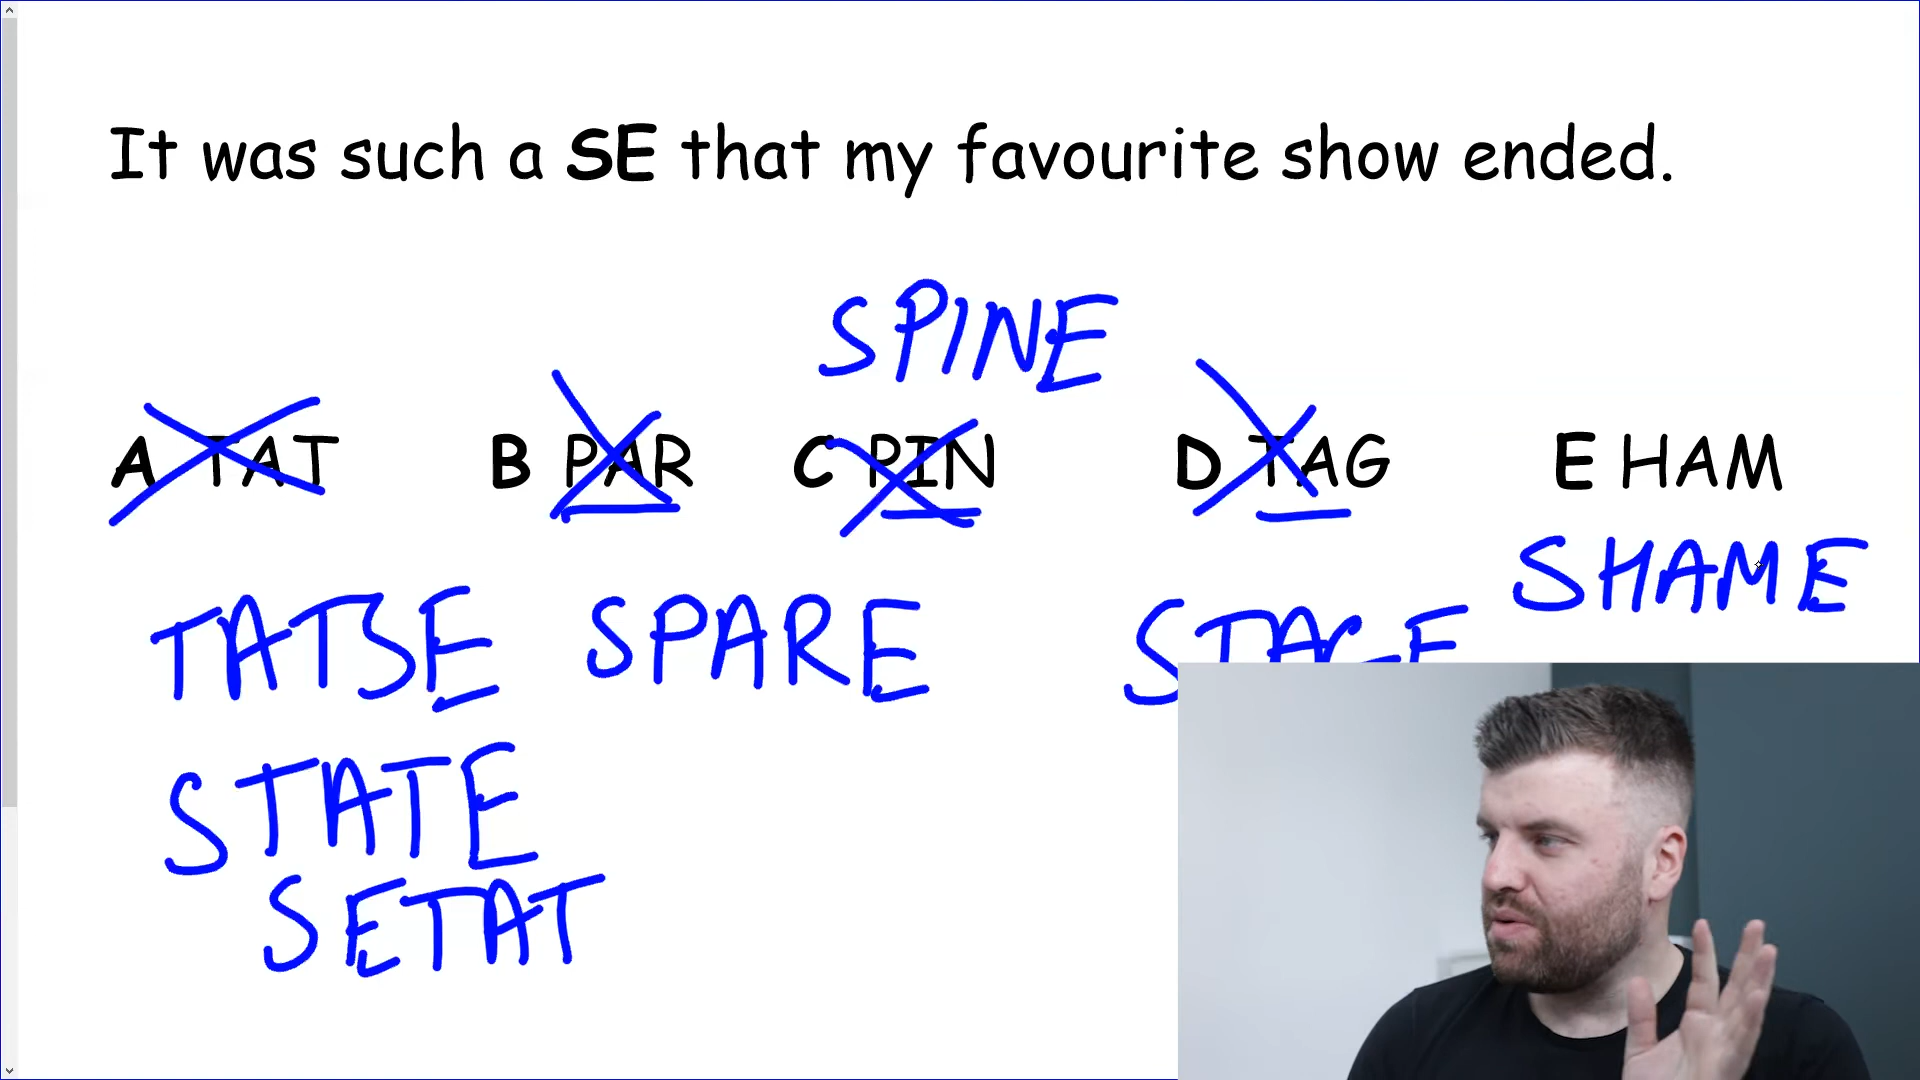 It was such a SE that my favourite show ended.
SPINE
A TAT B PAR C PIN D TAG E HAM
SHAME
TATSE SPARE STAGE
STATE
SETAT